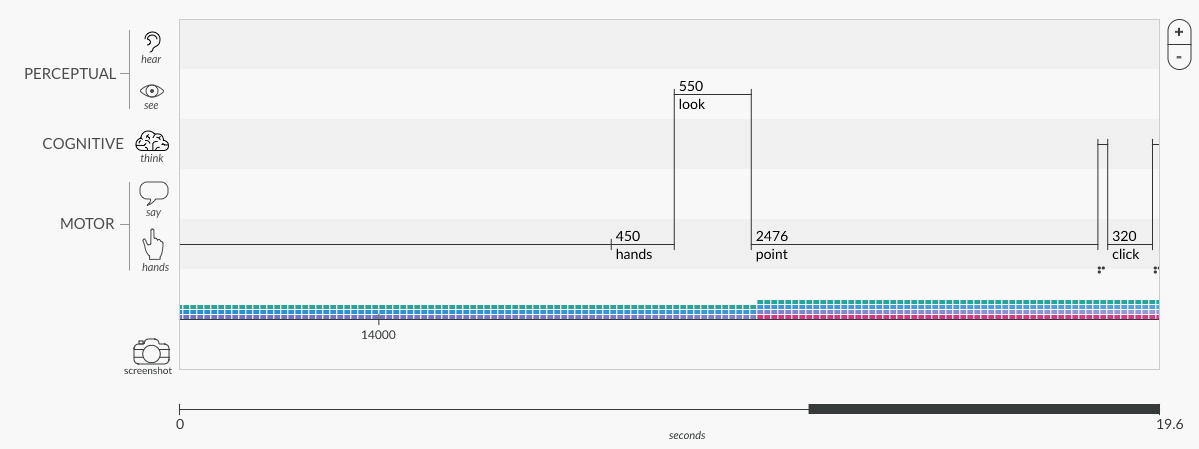 hear
PERCEPTUAL
see
COGNITIVE
think
MOTOR
say
hands
550
look
450
hands
2476
point
320
click
+
-
14000
screenshot
0
19.6
seconds